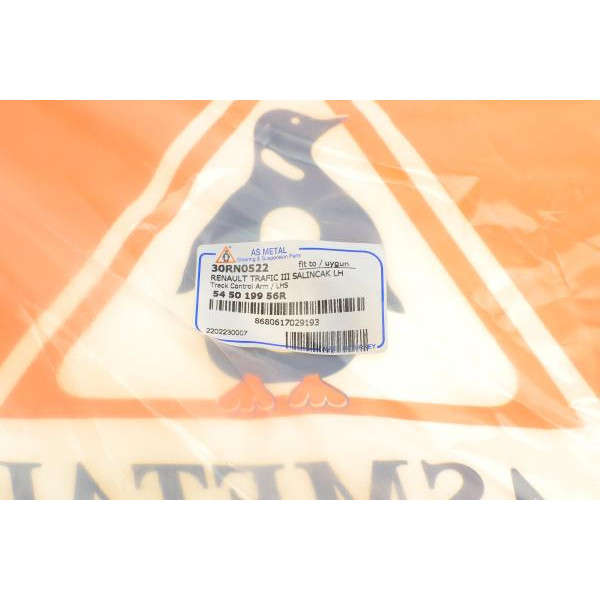 AS METAL
Steering & Suspension Parts
30RN0522 fit to / uygun
RENAULT TRAFIC III SALINCAK LH
Track Control Arm / LHS
54 50 199 56R
8680617029193
2202230007
ASMETAL